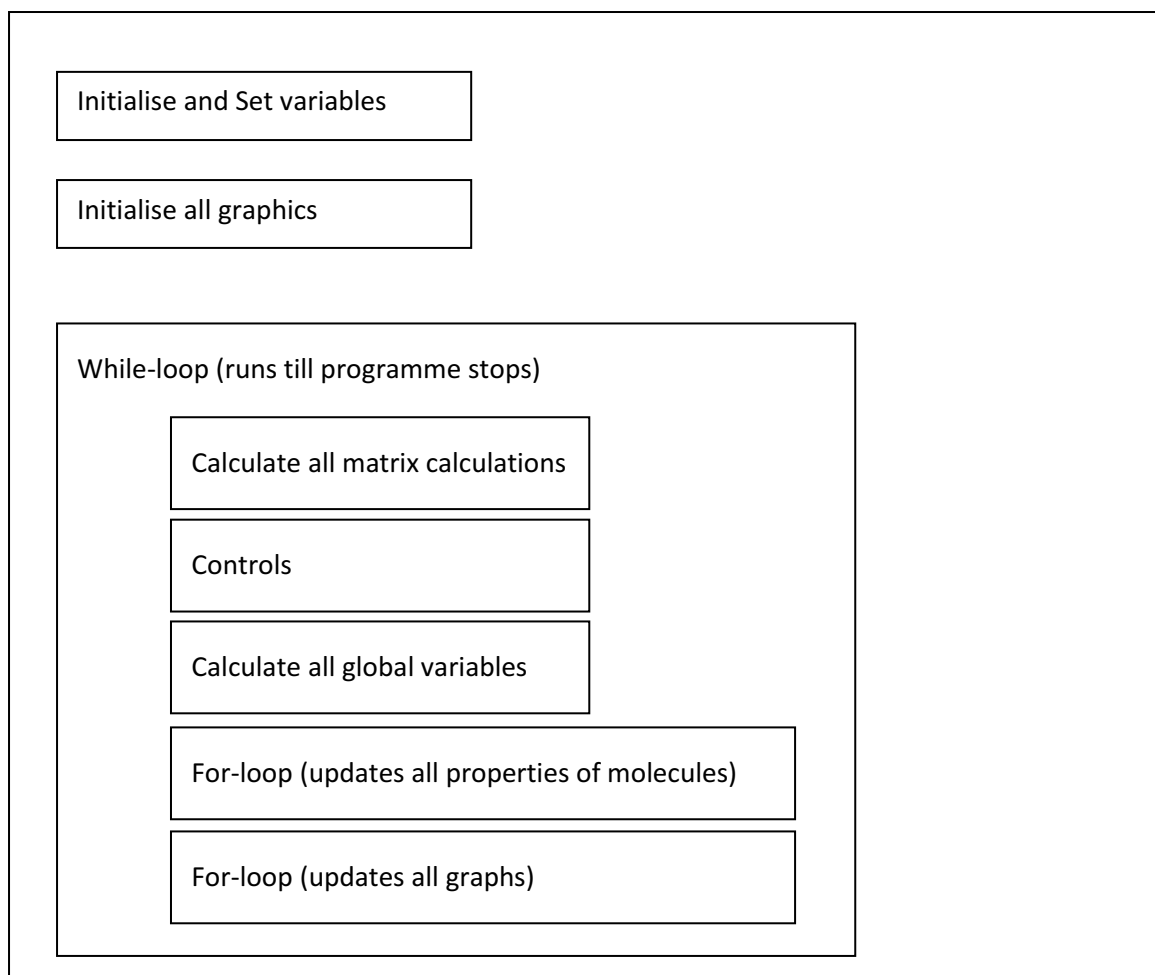 Initialise and Set variables
Initialise all graphics
While-loop (runs till programme stops)
Calculate all matrix calculations
Controls
Calculate all global variables
For-loop (updates all properties of molecules)
For-loop (updates all graphs)